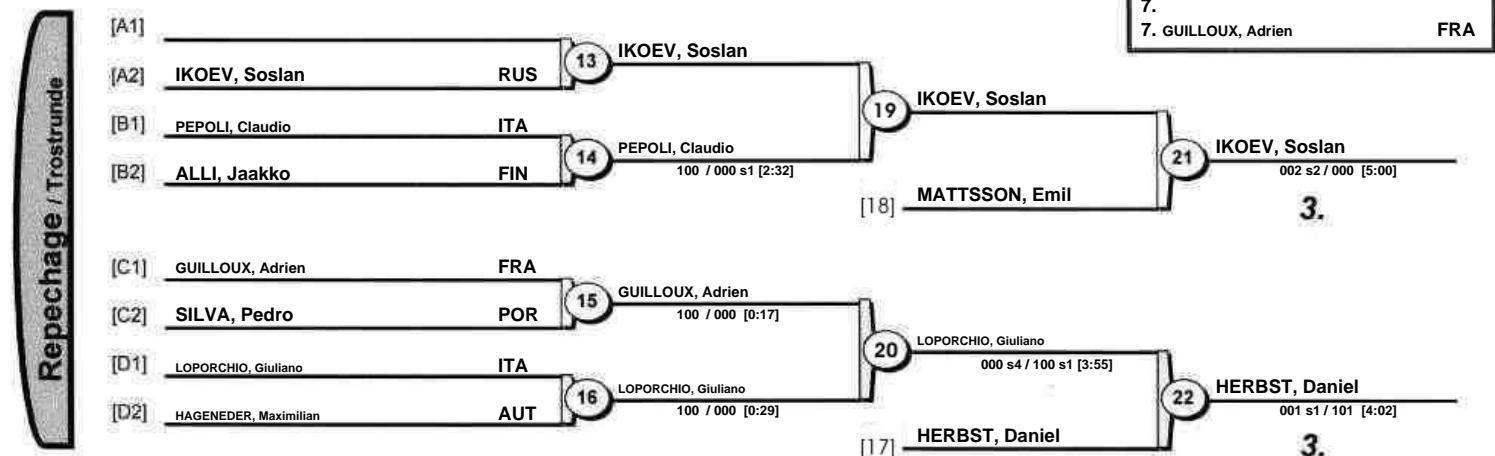 7.
7. GUILLOUX, Adrien FRA
Repechage / Trostrunde
[A1]
[A2] IKOEV, Soslan RUS
13 IKOEV, Soslan
[B1] PEPOLI, Claudio ITA
[B2] ALLI, Jaakko FIN
14 PEPOLI, Claudio
100 / 000 s1 [2:32]
19 IKOEV, Soslan
[18] MATTSSON, Emil
21 IKOEV, Soslan
002 s2 / 000 [5:00]
3.
[C1] GUILLOUX, Adrien FRA
[C2] SILVA, Pedro POR
15 GUILLOUX, Adrien
100 / 000 [0:17]
[D1] LOPORCHIO, Giuliano ITA
[D2] HAGENEDER, Maximilian AUT
16 LOPORCHIO, Giuliano
100 / 000 [0:29]
20 LOPORCHIO, Giuliano
000 s4 / 100 s1 [3:55]
[17] HERBST, Daniel
22 HERBST, Daniel
001 s1 / 101 [4:02]
3.